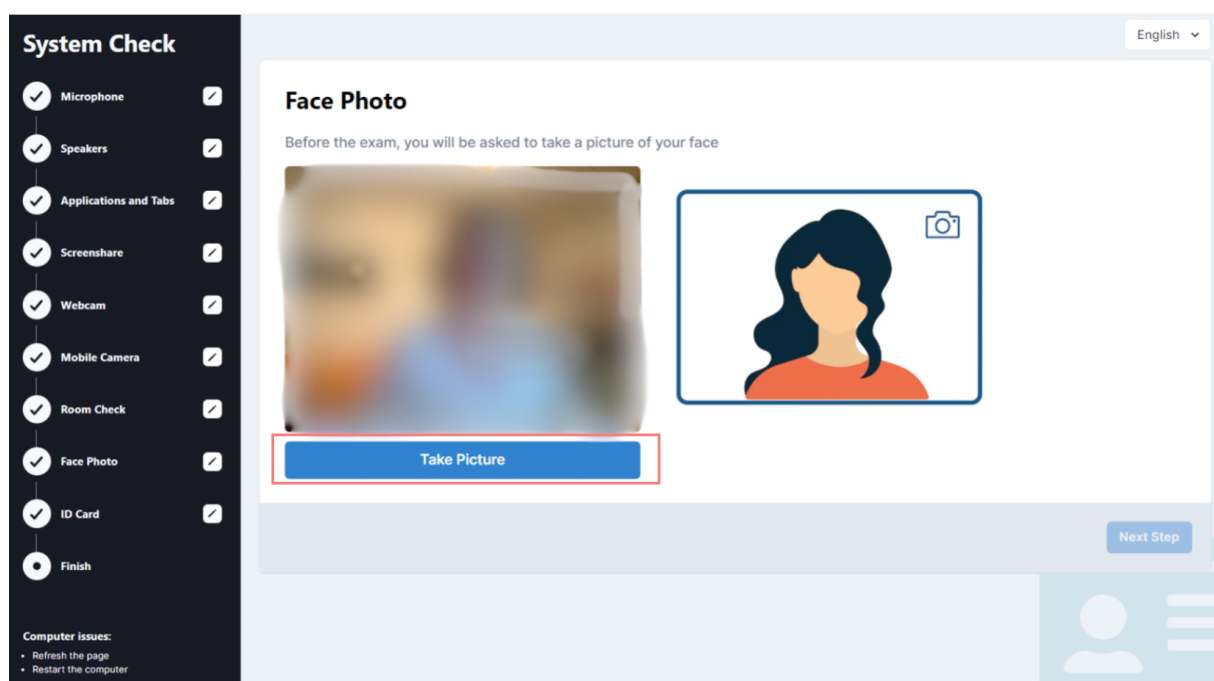 System Check
Microphone
Speakers
Applications and Tabs
Screenshare
Webcam
Mobile Camera
Room Check
Face Photo
ID Card
Finish
Computer issues:
• Refresh the page
• Restart the computer
English
Face Photo
Before the exam, you will be asked to take a picture of your face
Take Picture
Next Step